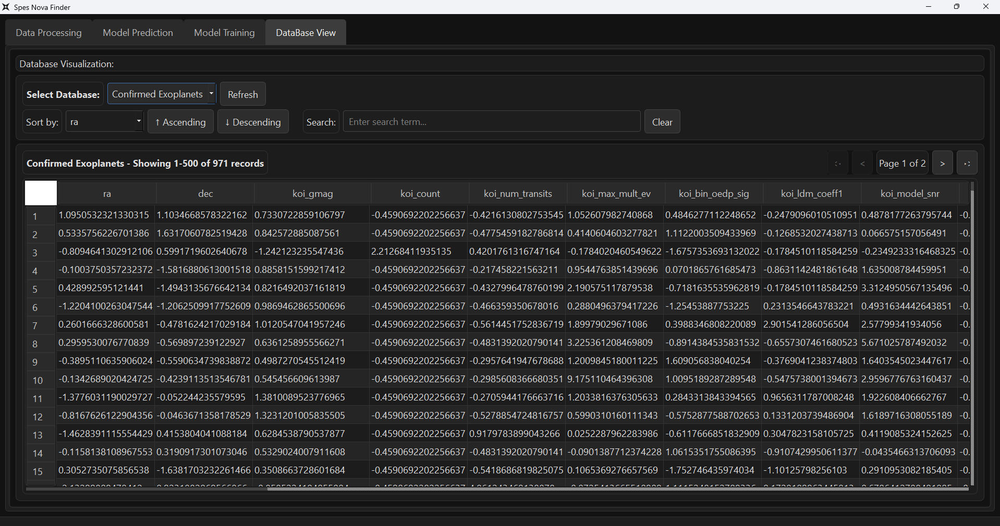 Spes Nova Finder
Data Processing Model Prediction Model Training DataBase View
Database Visualization:
Select Database: Confirmed Exoplanets Refresh
Sort by: ra ↑ Ascending ↓ Descending Search: Enter search term... Clear
Confirmed Exoplanets - Showing 1-500 of 971 records < Page 1 of 2 >
ra dec koi_gmag koi_count koi_num_transits koi_max_mult_ev koi_bin_oedp_sig koi_ldm_coeff1 koi_model_snr
1 1.0950532321330315 1.1034668578322162 0.7330722859106797 -0.4590692202256637 -0.4216130802753545 1.052607982740868 0.4846277112248652 -0.2479096010510951 0.4878177263795744 -0.
2 0.5335756226701386 1.6317060782519428 0.842572885087561 -0.4590692202256637 -0.4775459182786814 0.4140604603277821 1.1122003509433969 -0.1268532027438713 0.066575157056491 -0.
3 -0.8094641302912106 0.5991719602640678 -1.242123235547436 2.21268411935135 0.4201761316747164 -0.1784020460549622 -1.6757353693132022 -0.1784510118584259 -0.2349233316468325 -0.
4 -0.1003750357232372 -1.5816880613001518 0.8858151599217412 -0.4590692202256637 -0.217458221563211 0.9544763851439696 0.0701865761685473 -0.8631142481861648 1.635008784459951 -0.
5 0.428992595121441 -1.4943135676642134 0.8216492037161819 -0.4590692202256637 -0.4327996478760199 2.190575117879538 -0.7181635535962819 -0.1784510118584259 3.3124950567135496 -0.
6 -1.2204100263047544 -1.2062509917752609 0.9869462865500696 -0.4590692202256637 -0.466359350678016 0.2880496379417226 -1.25453887753225 0.2313546643783221 0.4931634442643851 -0.
7 0.2601666328600581 -0.4781624217029184 1.0120547041957246 -0.4590692202256637 -0.5614451752836719 1.89979029671086 0.3988346808220089 2.901541286056504 2.57799341934056 -0.
8 0.2959530076770839 -0.569897239122927 0.6361258955566271 -0.4590692202256637 -0.4831392020790141 3.225361208469809 -0.8914384535831532 -0.6557307461680523 5.671025787492032 -0.
9 -0.3895110635906024 -0.5590634739838872 0.4987270545512419 -0.4590692202256637 -0.2957641947678688 1.2009845180011225 1.609056838040254 -0.3769041238374803 1.6403545023447617 -0.
10 -0.1342689020424725 -0.4239113513546781 0.545456609613987 -0.4590692202256637 -0.2985608366680351 9.175110464396308 1.0095189287289548 -0.5475738001394673 2.9596776763160437 -0.
11 -1.3776031190029727 -0.052244235579595 1.3810089523776965 -0.4590692202256637 -0.2705944176663716 1.2033816376305633 0.2843313843394565 0.9656311787008248 1.922608406662767 -0.
12 -0.8167626122904356 -0.0463671358178529 1.3231201005835505 -0.4590692202256637 -0.5278854724816757 0.5990310160111343 -0.5752877588702653 0.1331203739486904 1.6189716308055189 -0.
13 -1.4628391115554429 0.4153804041088184 0.6284538790537877 -0.4590692202256637 0.9179783899043266 0.0252287962283986 -0.6117666851832909 0.3047823158105725 0.4119085324152625 -0.
14 -0.1158138108967553 0.3190917301073046 0.5329024007911608 -0.4590692202256637 -0.4831392020790141 -0.0901387712374228 1.0615351755086395 -0.9107429950611377 -0.0435466313706093 -0.
15 0.3052735075856538 -1.6381703232261466 0.3508663728601684 -0.4590692202256637 -0.5418686819825075 0.1065369276657569 -1.752746435974034 -1.10125798256103 0.2910953082185405 -0.